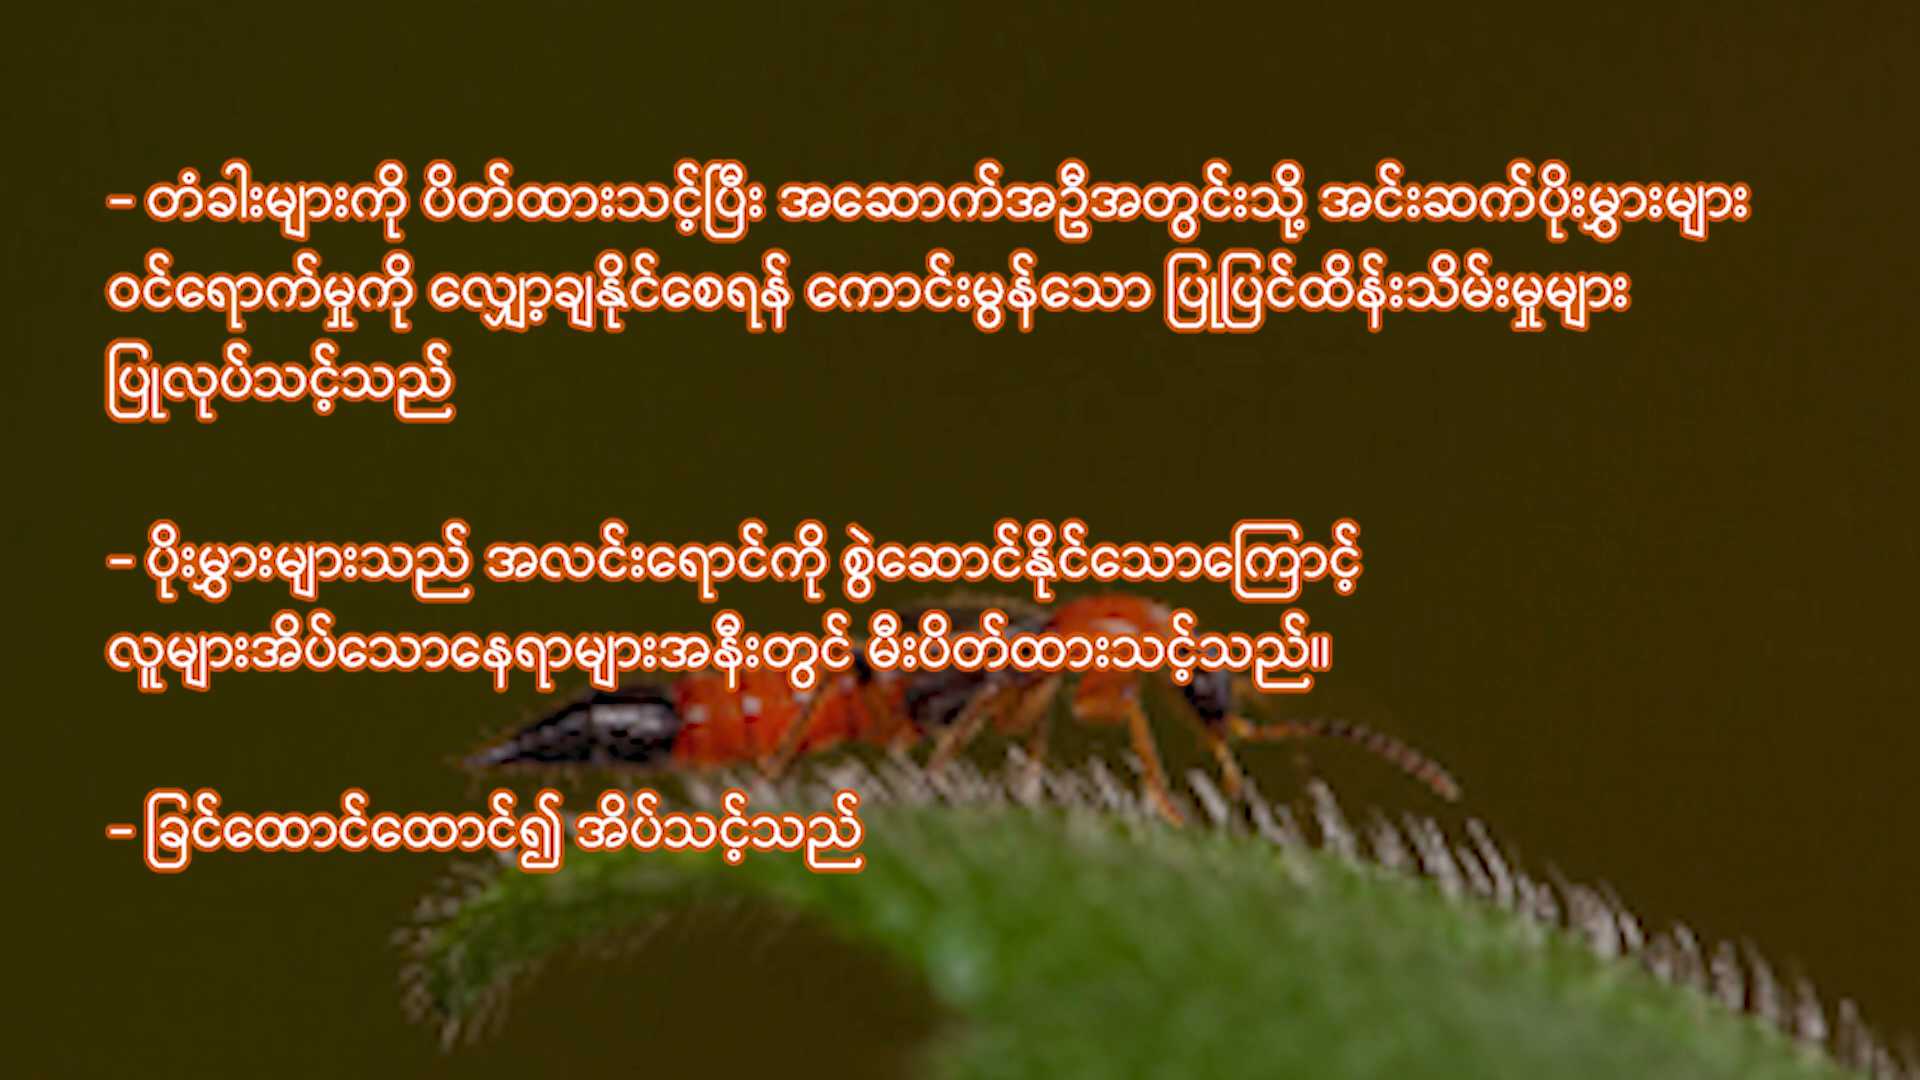 - တံခါးများကို ပိတ်ထားသင့်ပြီး အဆောက်အဦအတွင်းသို့ အင်းဆက်ပိုးမွှားများ
ဝင်ရောက်မှုကို လျှော့ချနိုင်စေရန် ကောင်းမွန်သော ပြုပြင်ထိန်းသိမ်းမှုများ
ပြုလုပ်သင့်သည်
- ပိုးမွှားများသည် အလင်းရောင်ကို စွဲဆောင်နိုင်သောကြောင့်
လူများအိပ်သောနေရာများအနီးတွင် မီးပိတ်ထားသင့်သည်။
- ခြင်ထောင်ထောင်၍ အိပ်သင့်သည်